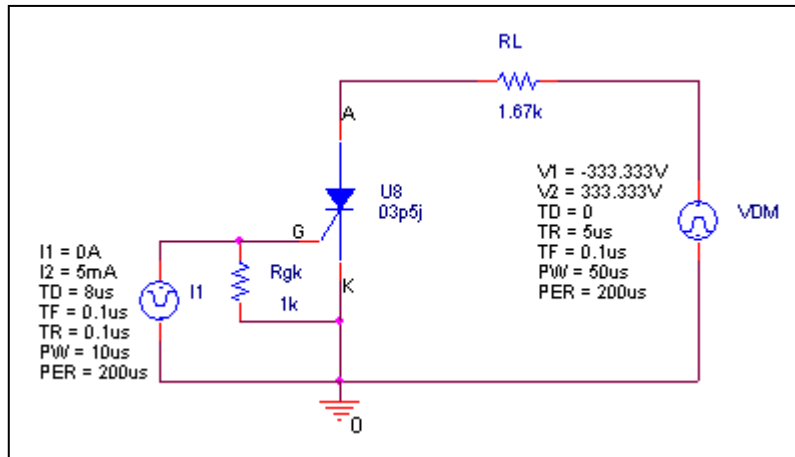 RL
1.67k
A
U8
03p5j
G
K
Rgk
1k
I1 = 0A
I2 = 5mA
TD = 8us
TF = 0.1us
TR = 0.1us
PW = 10us
PER = 200us
I1
V1 = -333.333V
V2 = 333.333V
TD = 0
TR = 5us
TF = 0.1us
PW = 50us
PER = 200us
VDM
0